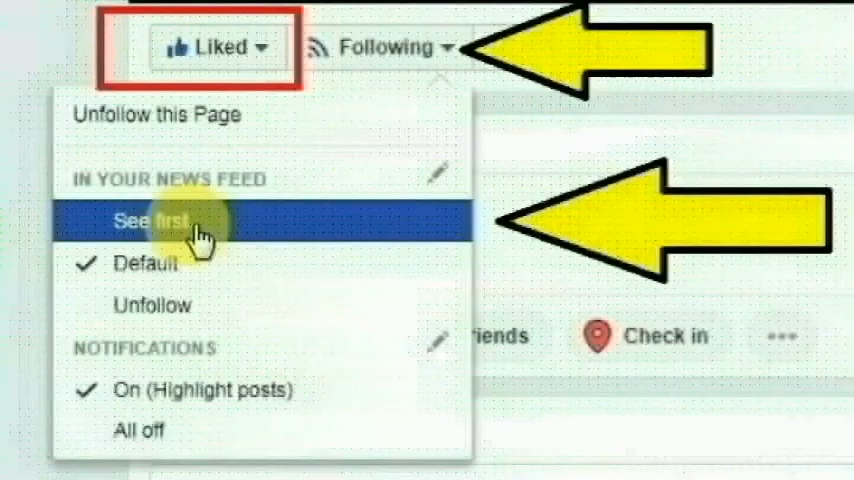 Liked Following
Unfollow this Page
IN YOUR NEWS FEED
See first
Default
Unfollow
riends Check in
NOTIFICATIONS
On (Highlight posts)
All off